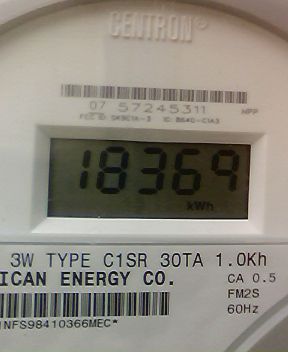 CENTRON®
07 57245311
18369
kWh
3W TYPE C1SR 30TA 1.0Kh
ICAN ENERGY CO.
CA 0.5
FM2S
60Hz
NFS98410366MEC*